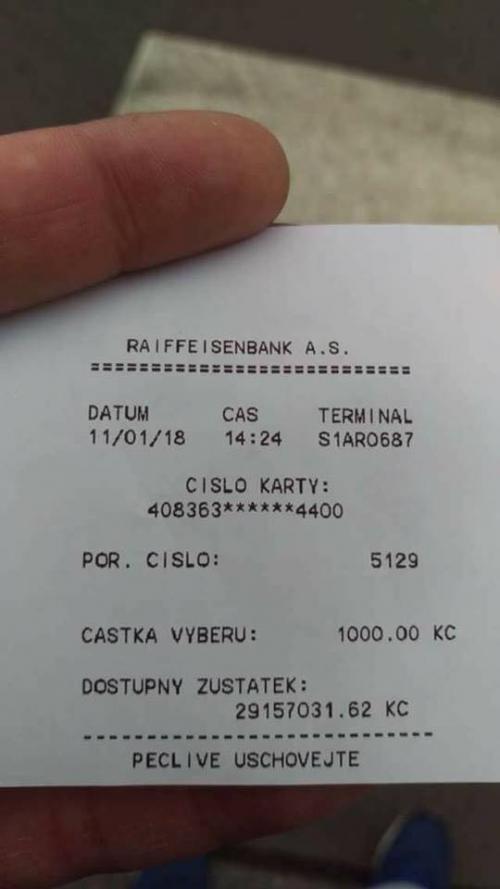 RAIFFEISENBANK A.S.
==========================
DATUM CAS TERMINAL
11/01/18 14:24 S1AR0687
CISLO KARTY:
408363******4400
POR. CISLO: 5129
CASTKA VYBERU: 1000.00 KC
DOSTUPNY ZUSTATEK:
29157031.62 KC
-----------------------------
PECLIVE USCHOVEJTE